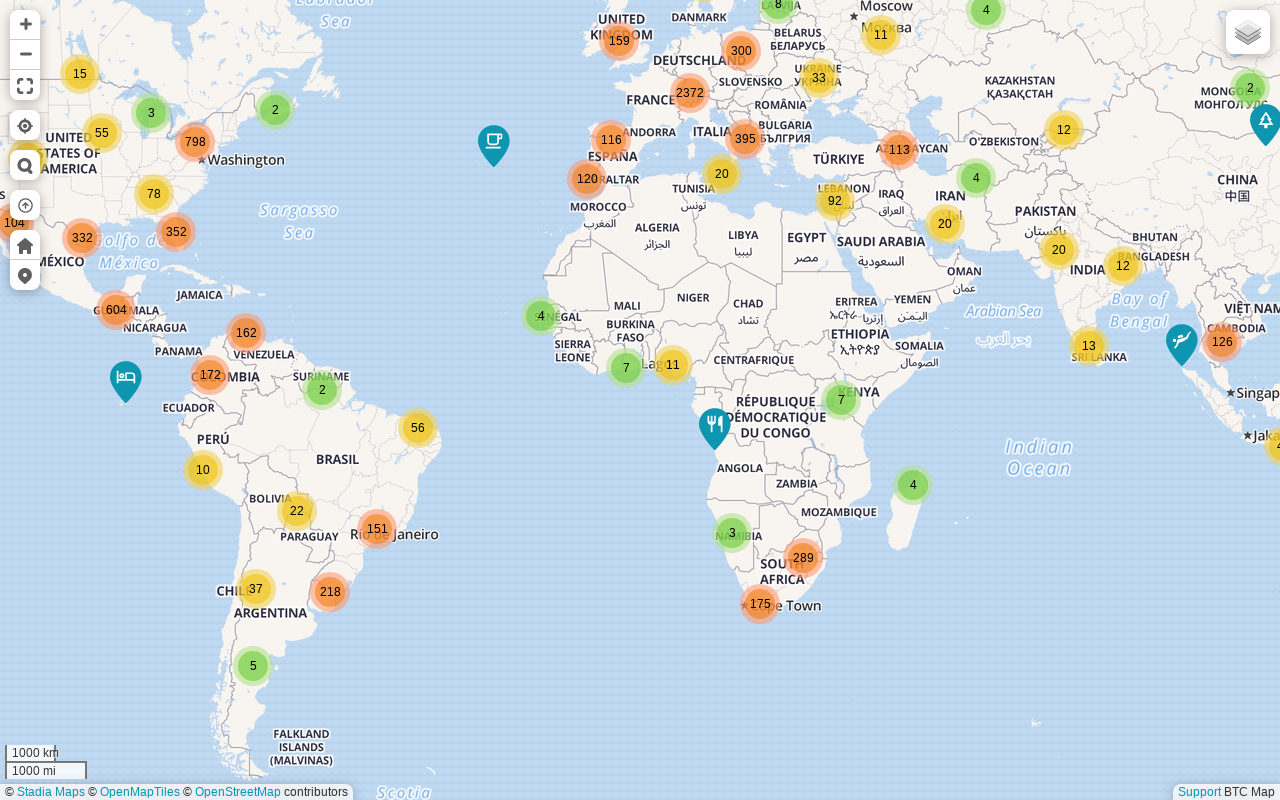 Labrador
Sea
8
LATVIJA
4
Moscow
Москва
11
UNITED
KINGDOM
159
DANMARK
BELARUS
БЕЛАРУСЬ
300
DEUTSCHLAND
15
2
SLOVENSKO
UKRAINE
УКРАЇНА
33
KAZAKHSTAN
ҚАЗАҚСТАН
MONGOLIA
МОНГОЛ УЛС
2372
FRANCE
ROMÂNIA
3
2
55
UNITED
STATES OF
AMERICA
798
Washington
116
ANDORRA
ESPAÑA
ITALIA
395
BULGARIA
БЪЛГАРИЯ
12
O'ZBEKISTON
113
TÜRKIYE
20
120
GIBRALTAR
TUNISIA
تونس
LEBANON
92
IRAQ
العراق
4
IRAN
ایران
20
CHINA
中国
78
Sargasso
Sea
MOROCCO
المغرب
ALGERIA
الجزائر
LIBYA
ليبيا
EGYPT
مصر
SAUDI ARABIA
السعودية
PAKISTAN
پاکستان
20
INDIA
BHUTAN
12
BANGLADESH
104
332
352
Golfo de
México
MÉXICO
OMAN
عمان
JAMAICA
604
GUATEMALA
NICARAGUA
4
SÉNÉGAL
MALI
NIGER
CHAD
تشاد
ERITREA
ኤርትራ إرتريا
YEMEN
اليمن
Arabian Sea
بحر العرب
Bay of
Bengal
VIỆT NAM
CAMBODIA
126
BURKINA
FASO
SIERRA
LEONE
ETHIOPIA
ኢትዮጵያ
SOMALIA
الصومال
13
SRI LANKA
162
VENEZUELA
PANAMA
172
COLOMBIA
SURINAME
2
7
Lagos
11
CENTRAFRIQUE
7
KENYA
ECUADOR
56
RÉPUBLIQUE
DÉMOCRATIQUE
DU CONGO
PERÚ
10
BRASIL
ANGOLA
ZAMBIA
Indian
Ocean
4
BOLIVIA
22
PARAGUAY
151
Rio de Janeiro
MOZAMBIQUE
3
NAMIBIA
289
SOUTH
AFRICA
175
Cape Town
CHILE
37
218
ARGENTINA
5
FALKLAND
ISLANDS
(MALVINAS)
Scotia
1000 km
1000 mi
© Stadia Maps © OpenMapTiles © OpenStreetMap contributors
Support BTC Map